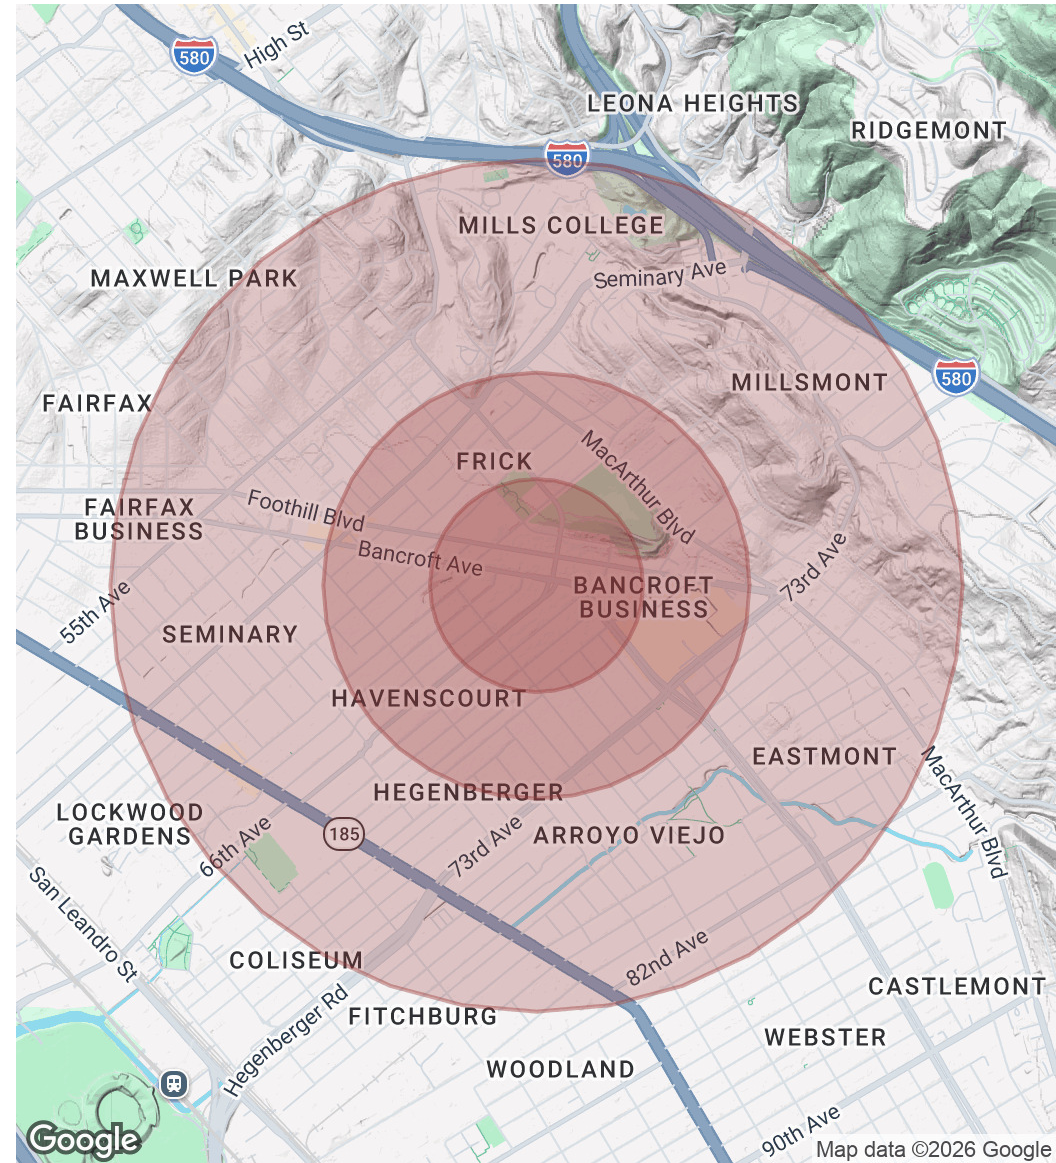 580
High St
LEONA HEIGHTS
RIDGEMONT
580
MILLS COLLEGE
Seminary Ave
MAXWELL PARK
MILLSMONT
580
FAIRFAX
MacArthur Blvd
FRICK
Foothill Blvd
FAIRFAX
BUSINESS
Bancroft Ave
73rd Ave
BANCROFT
BUSINESS
55th Ave
SEMINARY
HAVENSCOURT
EASTMONT
MacArthur Blvd
HEGENBERGER
LOCKWOOD
GARDENS
66th Ave
185
73rd Ave
ARROYO VIEJO
San Leandro St
COLISEUM
82nd Ave
CASTLEMONT
Hegenberger Rd
FITCHBURG
WEBSTER
WOODLAND
90th Ave
Google
Map data ©2026 Google